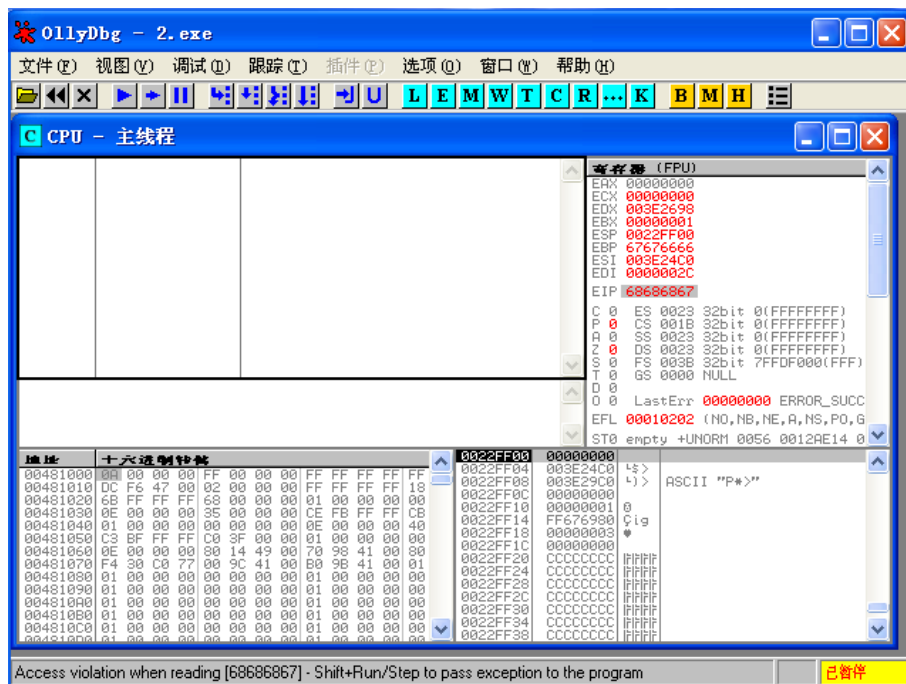 OllyDbg - 2.exe
文件(F) 视图(V) 调试(D) 跟踪(T) 插件(P) 选项(O) 窗口(W) 帮助(H)
L E M W T C R ... K B M H
C CPU - 主线程
寄存器 (FPU)
EAX 00000000
ECX 00000000
EDX 003E2698
EBX 00000001
ESP 0022FF00
EBP 67676666
ESI 003E24C0
EDI 0000002C
EIP 68686867
C 0 ES 0023 32bit 0(FFFFFFFF)
P 0 CS 001B 32bit 0(FFFFFFFF)
A 0 SS 0023 32bit 0(FFFFFFFF)
Z 0 DS 0023 32bit 0(FFFFFFFF)
S 0 FS 003B 32bit 7FFDF000(FFF)
T 0 GS 0000 NULL
D 0
O 0 LastErr 00000000 ERROR_SUCC
EFL 00010202 (NO,NB,NE,A,NS,PO,G
ST0 empty +UNORM 0056 0012AE14 0
地址 十六进制转储
00481000 0A 00 00 00 FF 00 00 00 FF FF FF FF FF
00481010 DC F6 47 00 02 00 00 00 FF FF FF FF 18
00481020 6B FF FF FF 68 00 00 00 01 00 00 00 00
00481030 0E 00 00 00 35 00 00 00 CE FB FF FF CB
00481040 01 00 00 00 00 00 00 00 0E 00 00 00 40
00481050 C3 BF FF FF C0 3F 00 00 01 00 00 00 00
00481060 0E 00 00 00 80 14 49 00 70 98 41 00 80
00481070 F4 30 C0 77 00 9C 41 00 B0 9B 41 00 01
00481080 01 00 00 00 00 00 00 00 01 00 00 00 00
00481090 01 00 00 00 00 00 00 00 01 00 00 00 00
004810A0 01 00 00 00 00 00 00 00 01 00 00 00 00
004810B0 01 00 00 00 00 00 00 00 01 00 00 00 00
004810C0 01 00 00 00 00 00 00 00 01 00 00 00 00
0022FF00 00000000
0022FF04 003E24C0 └$>
0022FF08 003E29C0 └)> ASCII "P*>"
0022FF0C 00000000
0022FF10 00000001 ☺
0022FF14 FF676980 Çig
0022FF18 00000003 ♥
0022FF1C 00000000
0022FF20 CCCCCCCC ╠╠╠╠
0022FF24 CCCCCCCC ╠╠╠╠
0022FF28 CCCCCCCC ╠╠╠╠
0022FF2C CCCCCCCC ╠╠╠╠
0022FF30 CCCCCCCC ╠╠╠╠
0022FF34 CCCCCCCC ╠╠╠╠
0022FF38 CCCCCCCC ╠╠╠╠
Access violation when reading [68686867] - Shift+Run/Step to pass exception to the program
已暂停